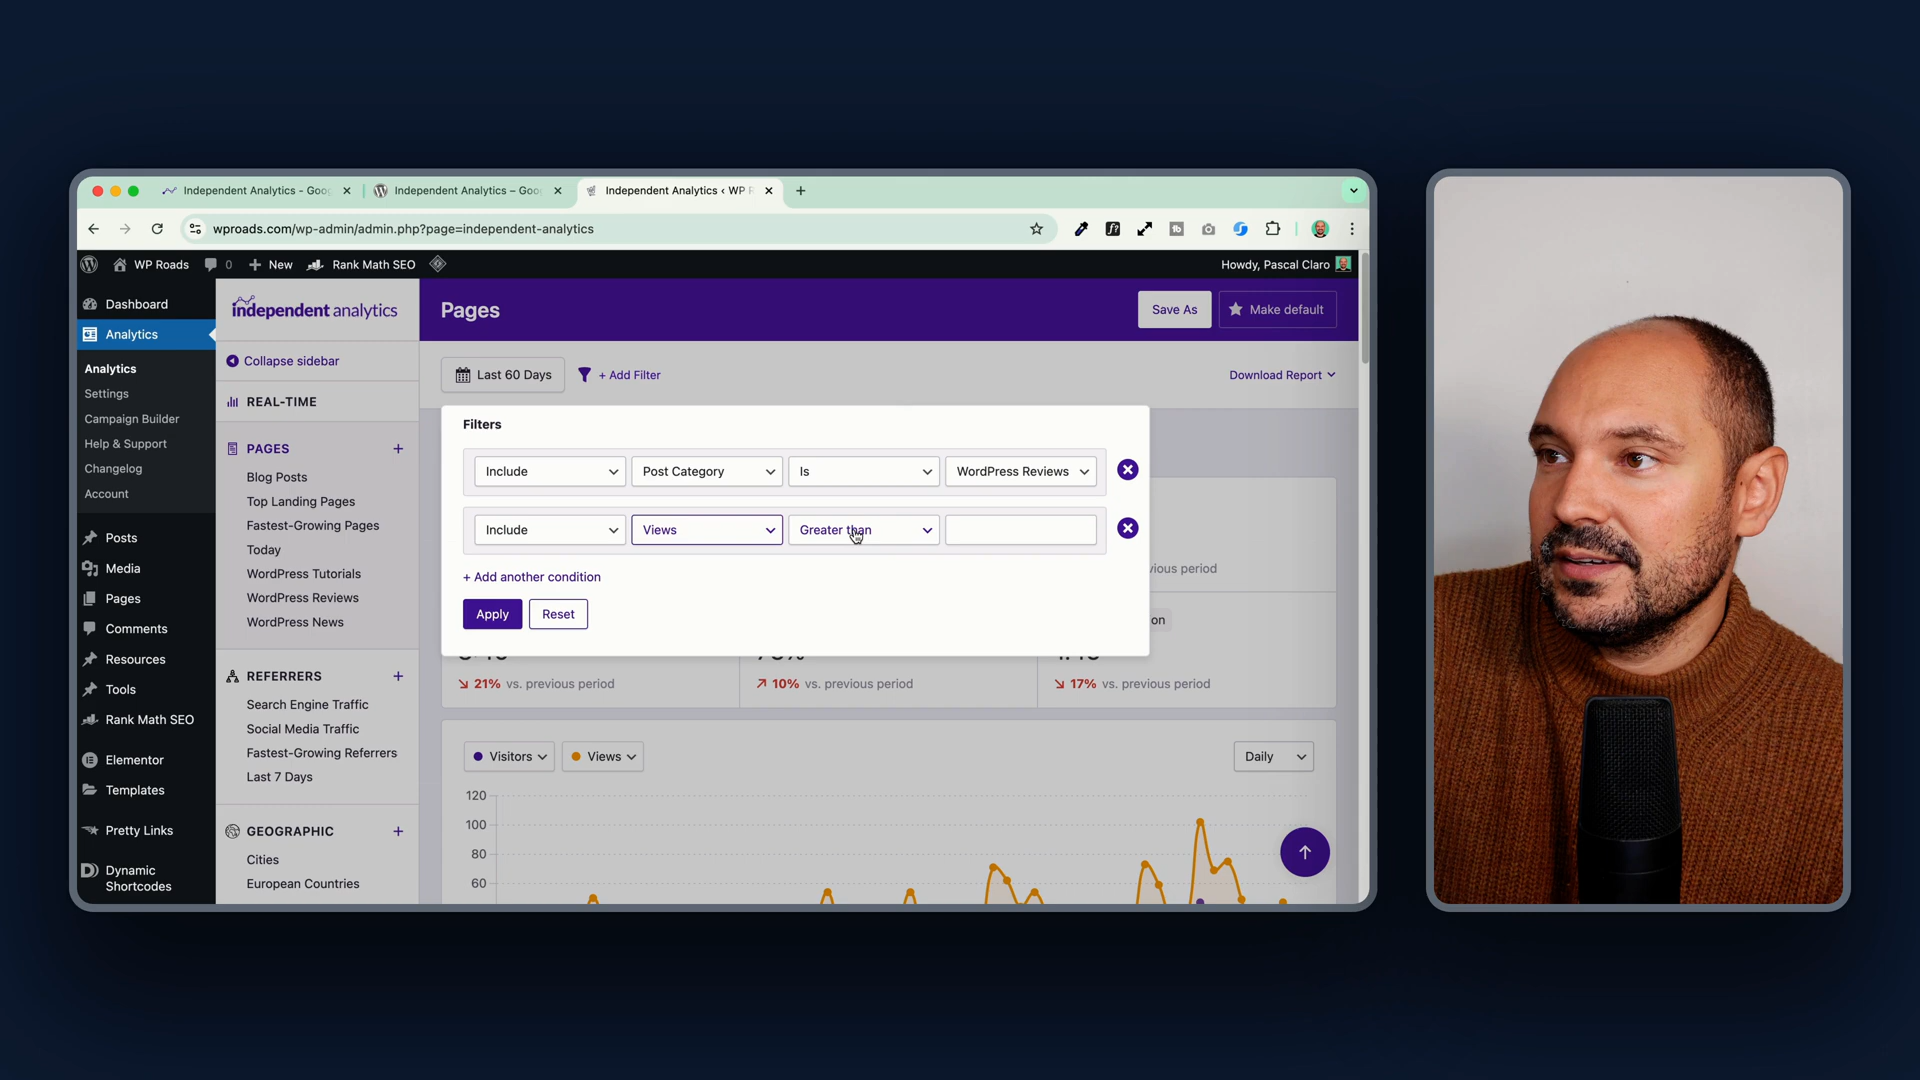 Independent Analytics - Goo
Independent Analytics – Goo
Independent Analytics ‹ WP R
wproads.com/wp-admin/admin.php?page=independent-analytics
WP Roads
0
New
Rank Math SEO
Howdy, Pascal Claro
Dashboard
Analytics
Analytics
Settings
Campaign Builder
Help & Support
Changelog
Account
Posts
Media
Pages
Comments
Resources
Tools
Rank Math SEO
Elementor
Templates
Pretty Links
Dynamic
Shortcodes
independent analytics
Collapse sidebar
REAL-TIME
PAGES
Blog Posts
Top Landing Pages
Fastest-Growing Pages
Today
WordPress Tutorials
WordPress Reviews
WordPress News
REFERRERS
Search Engine Traffic
Social Media Traffic
Fastest-Growing Referrers
Last 7 Days
GEOGRAPHIC
Cities
European Countries
Pages
Save As
Make default
Last 60 Days
+ Add Filter
Download Report
Filters
Include
Post Category
Is
WordPress Reviews
Include
Views
Greater than
+ Add another condition
Apply
Reset
vious period
on
21% vs. previous period
10% vs. previous period
17% vs. previous period
Visitors
Views
Daily
120
100
80
60